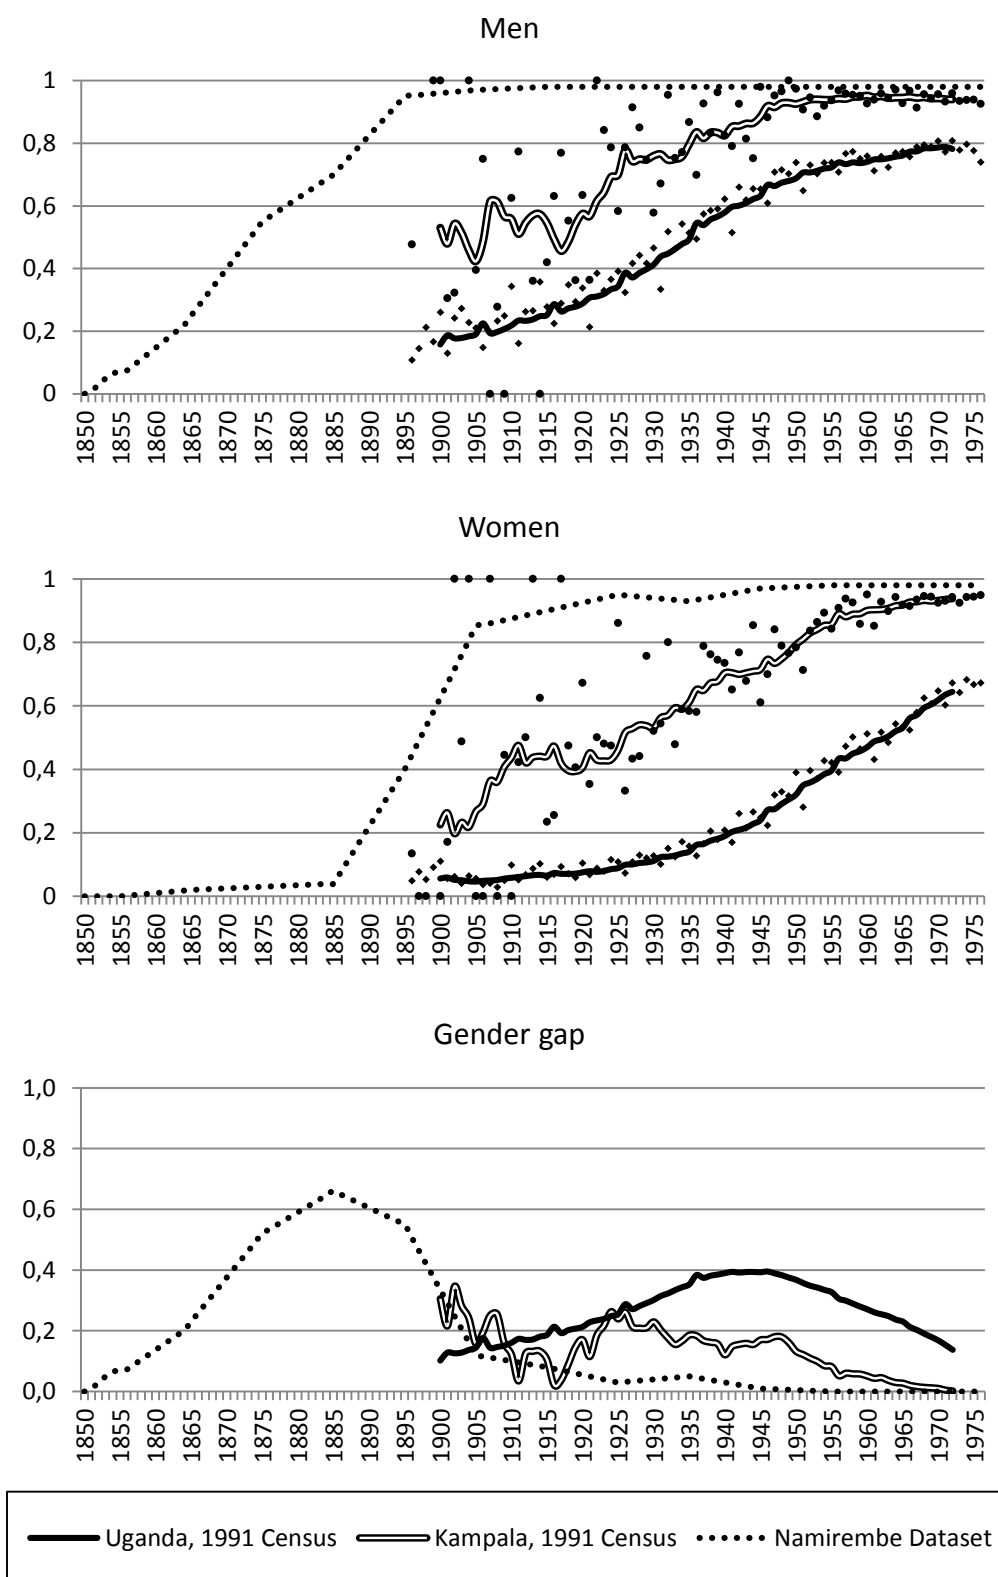 Men
1
0,8
0,6
0,4
0,2
0
1850 1855 1860 1865 1870 1875 1880 1885 1890 1895 1900 1905 1910 1915 1920 1925 1930 1935 1940 1945 1950 1955 1960 1965 1970 1975
Women
1
0,8
0,6
0,4
0,2
0
1850 1855 1860 1865 1870 1875 1880 1885 1890 1895 1900 1905 1910 1915 1920 1925 1930 1935 1940 1945 1950 1955 1960 1965 1970 1975
Gender gap
1,0
0,8
0,6
0,4
0,2
0,0
1850 1855 1860 1865 1870 1875 1880 1885 1890 1895 1900 1905 1910 1915 1920 1925 1930 1935 1940 1945 1950 1955 1960 1965 1970 1975
Uganda, 1991 Census Kampala, 1991 Census Namirembe Dataset